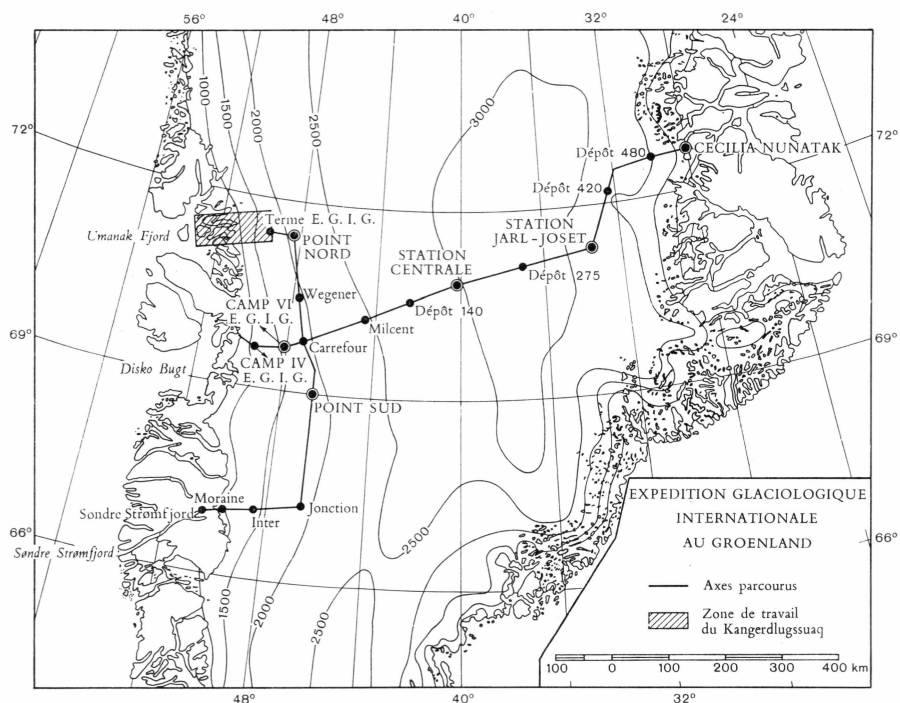 56°
48°
40°
32°
24°
1000
1500
2000
2500
3000
72°
72°
Dépôt 480
CECILIA NUNATAK
Dépôt 420
Terme E. G. I. G.
Umanak Fjord
POINT
NORD
STATION
JARL-JOSET
STATION
CENTRALE
Dépôt 275
Wegener
CAMP VI
E. G. I. G.
Dépôt 140
Milcent
69°
Carrefour
69°
Disko Bugt
CAMP IV
E. G. I. G.
POINT SUD
Moraine
Sondre Strømfjord
Inter
Jonction
66°
Søndre Strømfjord
2500
66°
1500
2000
2500
EXPEDITION GLACIOLOGIQUE
INTERNATIONALE
AU GROENLAND
Axes parcourus
Zone de travail
du Kangerdlugssuaq
100 0 100 200 300 400 km
48°
40°
32°